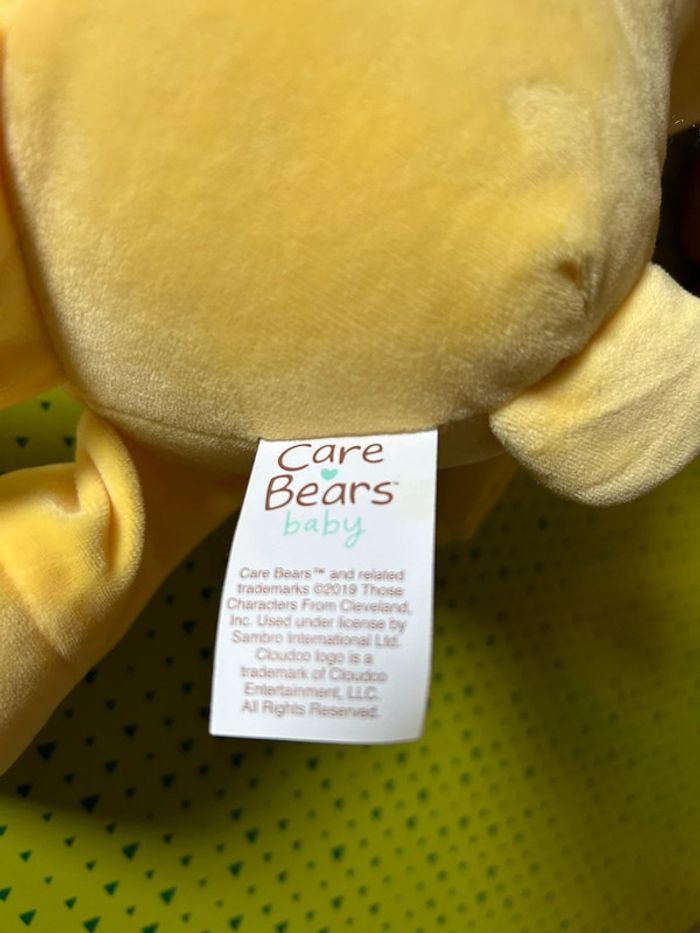 Care
Bears™
baby
Care Bears™ and related
trademarks ©2019 Those
Characters From Cleveland,
Inc. Used under license by
Sambro International Ltd.
Cloudco logo is a
trademark of Cloudco
Entertainment, LLC.
All Rights Reserved.